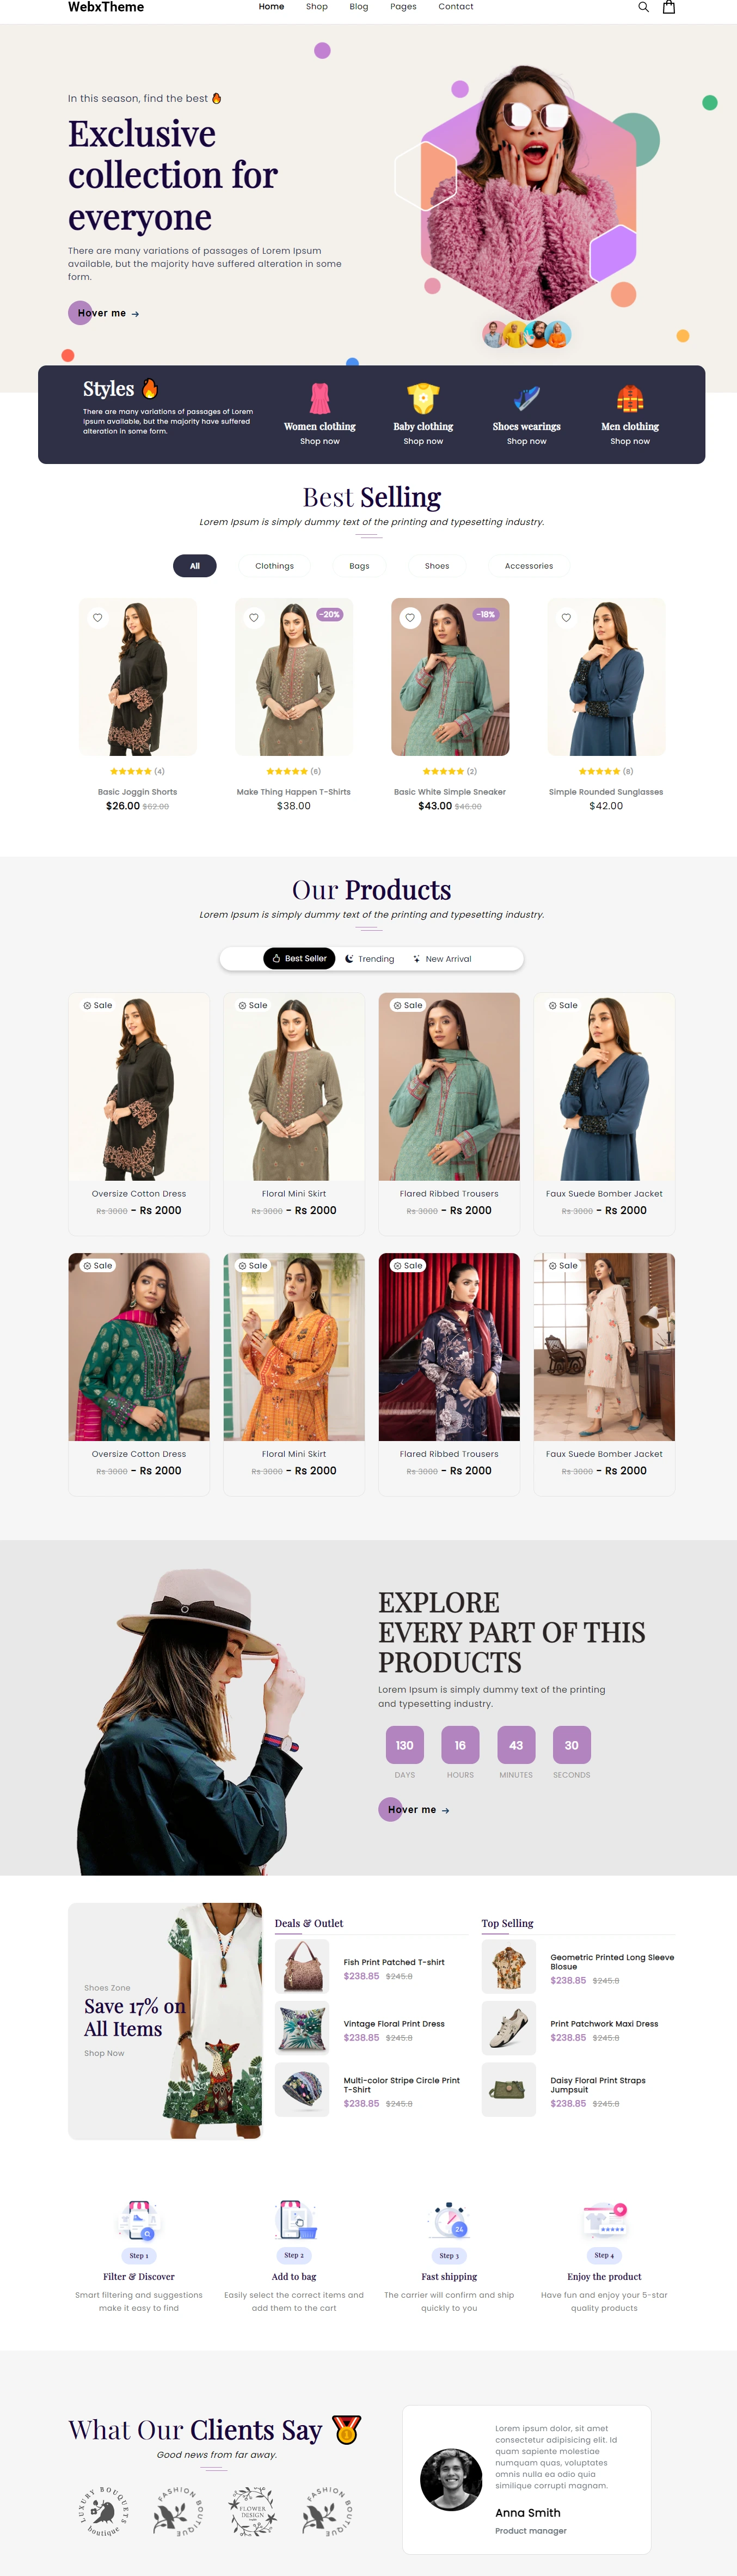 WebxTheme
Home Shop Blog Pages Contact
In this season, find the best 🔥
Exclusive
collection for
everyone
There are many variations of passages of Lorem Ipsum
available, but the majority have suffered alteration in some
form.
Hover me →
Styles 🔥
There are many variations of passages of Lorem
Ipsum available, but the majority have suffered
alteration in some form.
Women clothing
Shop now
Baby clothing
Shop now
Shoes wearings
Shop now
Men clothing
Shop now
Best Selling
Lorem Ipsum is simply dummy text of the printing and typesetting industry.
All Clothings Bags Shoes Accessories
-20% -18%
(4) (6) (2) (8)
Basic Joggin Shorts Make Thing Happen T-Shirts Basic White Simple Sneaker Simple Rounded Sunglasses
$26.00 $62.00 $38.00 $43.00 $46.00 $42.00
Our Products
Lorem Ipsum is simply dummy text of the printing and typesetting industry.
Best Seller Trending New Arrival
Sale Sale Sale Sale
Oversize Cotton Dress Floral Mini Skirt Flared Ribbed Trousers Faux Suede Bomber Jacket
Rs 3000 - Rs 2000 Rs 3000 - Rs 2000 Rs 3000 - Rs 2000 Rs 3000 - Rs 2000
Sale Sale Sale Sale
Oversize Cotton Dress Floral Mini Skirt Flared Ribbed Trousers Faux Suede Bomber Jacket
Rs 3000 - Rs 2000 Rs 3000 - Rs 2000 Rs 3000 - Rs 2000 Rs 3000 - Rs 2000
EXPLORE
EVERY PART OF THIS
PRODUCTS
Lorem Ipsum is simply dummy text of the printing
and typesetting industry.
130 16 43 30
DAYS HOURS MINUTES SECONDS
Hover me →
Shoes Zone
Save 17% on
All Items
Shop Now
Deals & Outlet
Fish Print Patched T-shirt
$238.85 $245.8
Vintage Floral Print Dress
$238.85 $245.8
Multi-color Stripe Circle Print
T-Shirt
$238.85 $245.8
Top Selling
Geometric Printed Long Sleeve
Blosue
$238.85 $245.8
Print Patchwork Maxi Dress
$238.85 $245.8
Daisy Floral Print Straps
Jumpsuit
$238.85 $245.8
24
Step 1 Step 2 Step 3 Step 4
Filter & Discover Add to bag Fast shipping Enjoy the product
Smart filtering and suggestions
make it easy to find
Easily select the correct items and
add them to the cart
The carrier will confirm and ship
quickly to you
Have fun and enjoy your 5-star
quality products
What Our Clients Say 🏅
Good news from far away.
LUXURY BOUQUETS
boutique
FASHION BOUTIQUE
FLOWER
DESIGN
FASHION BOUTIQUE
Lorem ipsum dolor, sit amet
consectetur adipisicing elit. Id
quam sapiente molestiae
numquam quas, voluptates
omnis nulla ea odio quia
similique corrupti magnam.
Anna Smith
Product manager